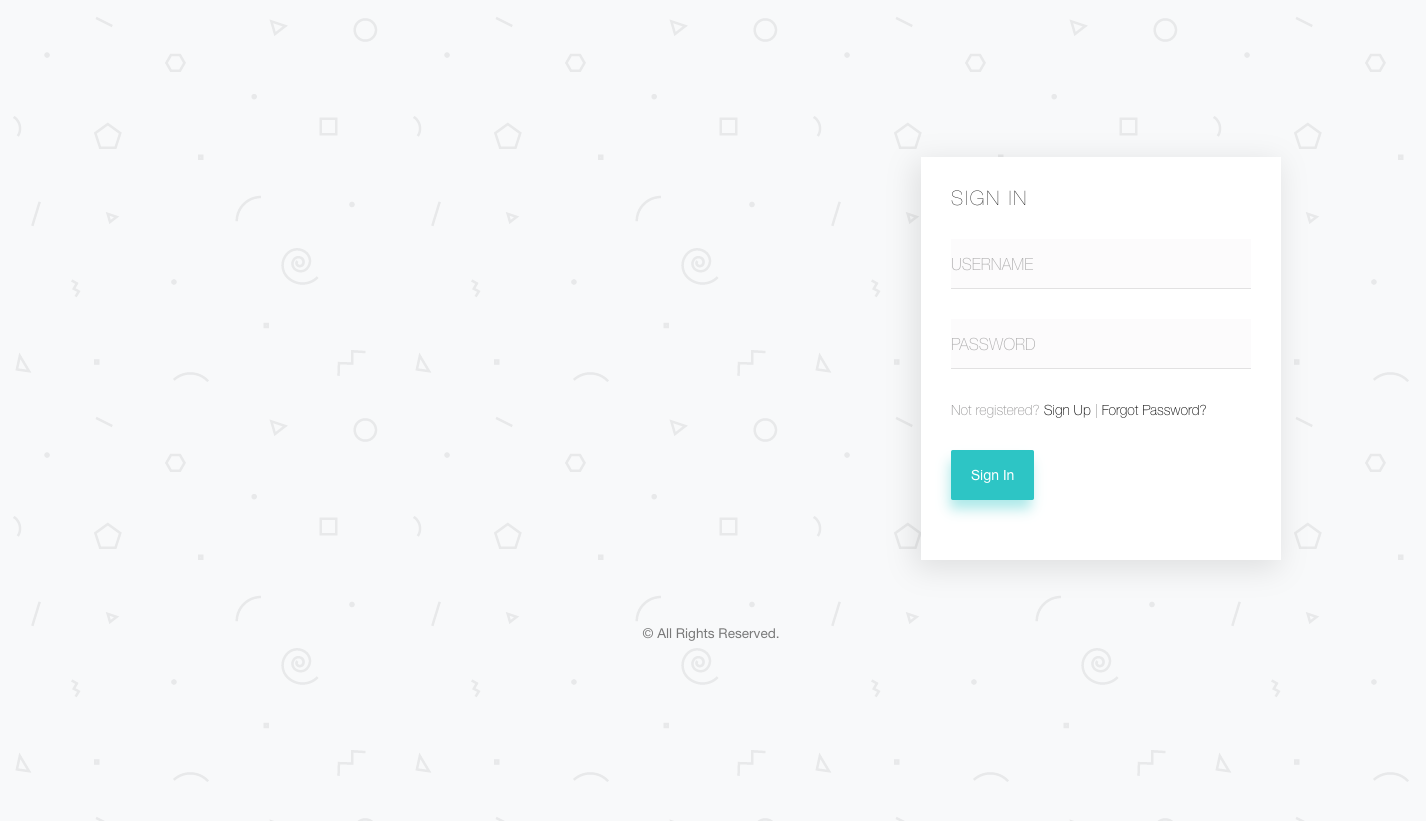 SIGN IN
USERNAME
PASSWORD
Not registered? Sign Up | Forgot Password?
Sign In
© All Rights Reserved.